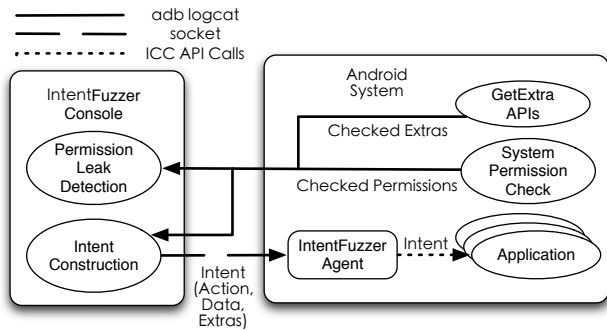 adb logcat
socket
ICC API Calls
IntentFuzzer
Console
Permission
Leak
Detection
Intent
Construction
Android
System
GetExtra
APIs
Checked Extras
System
Permission
Check
Checked Permissions
IntentFuzzer
Agent
Intent
Application
Intent
(Action,
Data,
Extras)